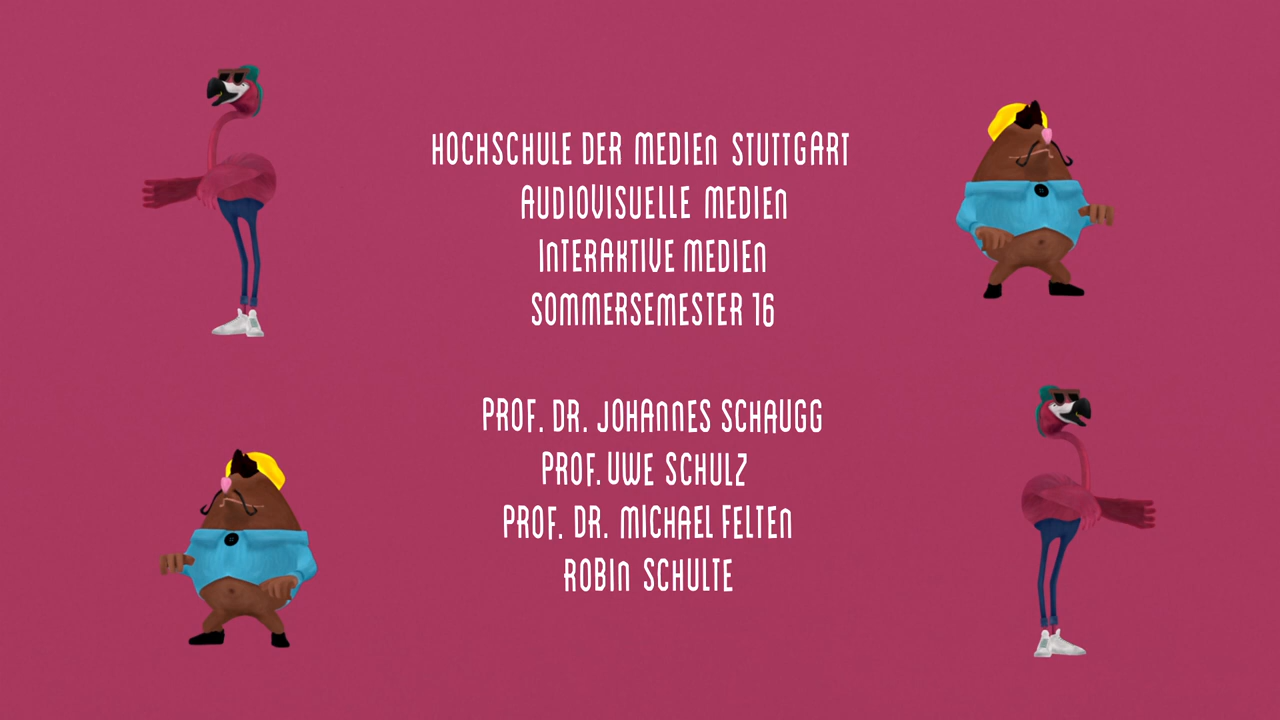 HOCHSCHULE DER MEDIEN STUTTGART
AUDIOVISUELLE MEDIEN
INTERAKTIVE MEDIEN
SOMMERSEMESTER 16
PROF. DR. JOHANNES SCHAUGG
PROF. UWE SCHULZ
PROF. DR. MICHAEL FELTEN
ROBIN SCHULTE